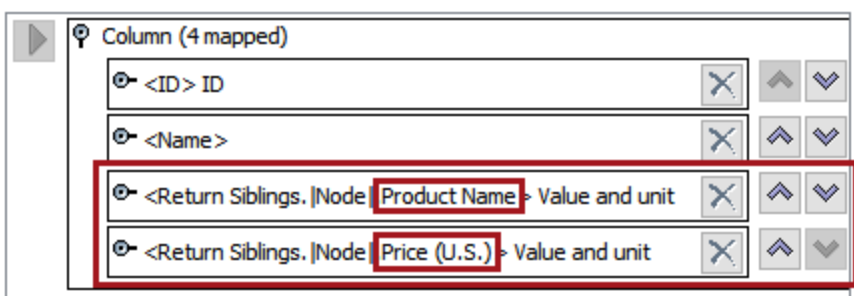 Column (4 mapped)
<ID> ID
<Name>
<Return Siblings.|Node|Product Name> Value and unit
<Return Siblings.|Node|Price (U.S.)> Value and unit